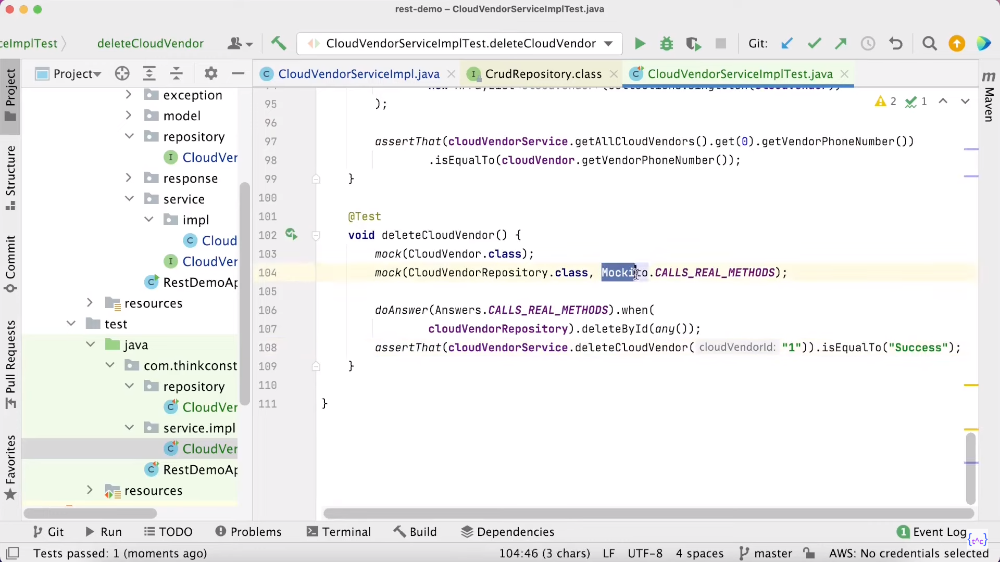 rest-demo – CloudVendorServiceImplTest.java
ceImplTest
deleteCloudVendor
CloudVendorServiceImplTest.deleteCloudVendor
Git:
Project
CloudVendorServiceImpl.java
CrudRepository.class
CloudVendorServiceImplTest.java
Project
Structure
Commit
Pull Requests
Favorites
m
Maven
exception
model
repository
I CloudVer
response
service
impl
C Cloud
I CloudVer
C RestDemoAp
resources
test
java
com.thinkconst
repository
C CloudVer
service.impl
C CloudVer
C RestDemoAp
resources
2 1
95 );
96
97 assertThat(cloudVendorService.getAllCloudVendors().get(0).getVendorPhoneNumber())
98 .isEqualTo(cloudVendor.getVendorPhoneNumber());
99 }
100
101 @Test
102 void deleteCloudVendor() {
103 mock(CloudVendor.class);
104 mock(CloudVendorRepository.class, Mockito.CALLS_REAL_METHODS);
105
106 doAnswer(Answers.CALLS_REAL_METHODS).when(
107 cloudVendorRepository).deleteById(any());
108 assertThat(cloudVendorService.deleteCloudVendor( cloudVendorId: "1")).isEqualTo("Success");
109 }
110
111 }
Git Run TODO Problems Terminal Build Dependencies
1 Event Log
{t^c}
Tests passed: 1 (moments ago)
104:46 (3 chars) LF UTF-8 4 spaces master AWS: No credentials selected